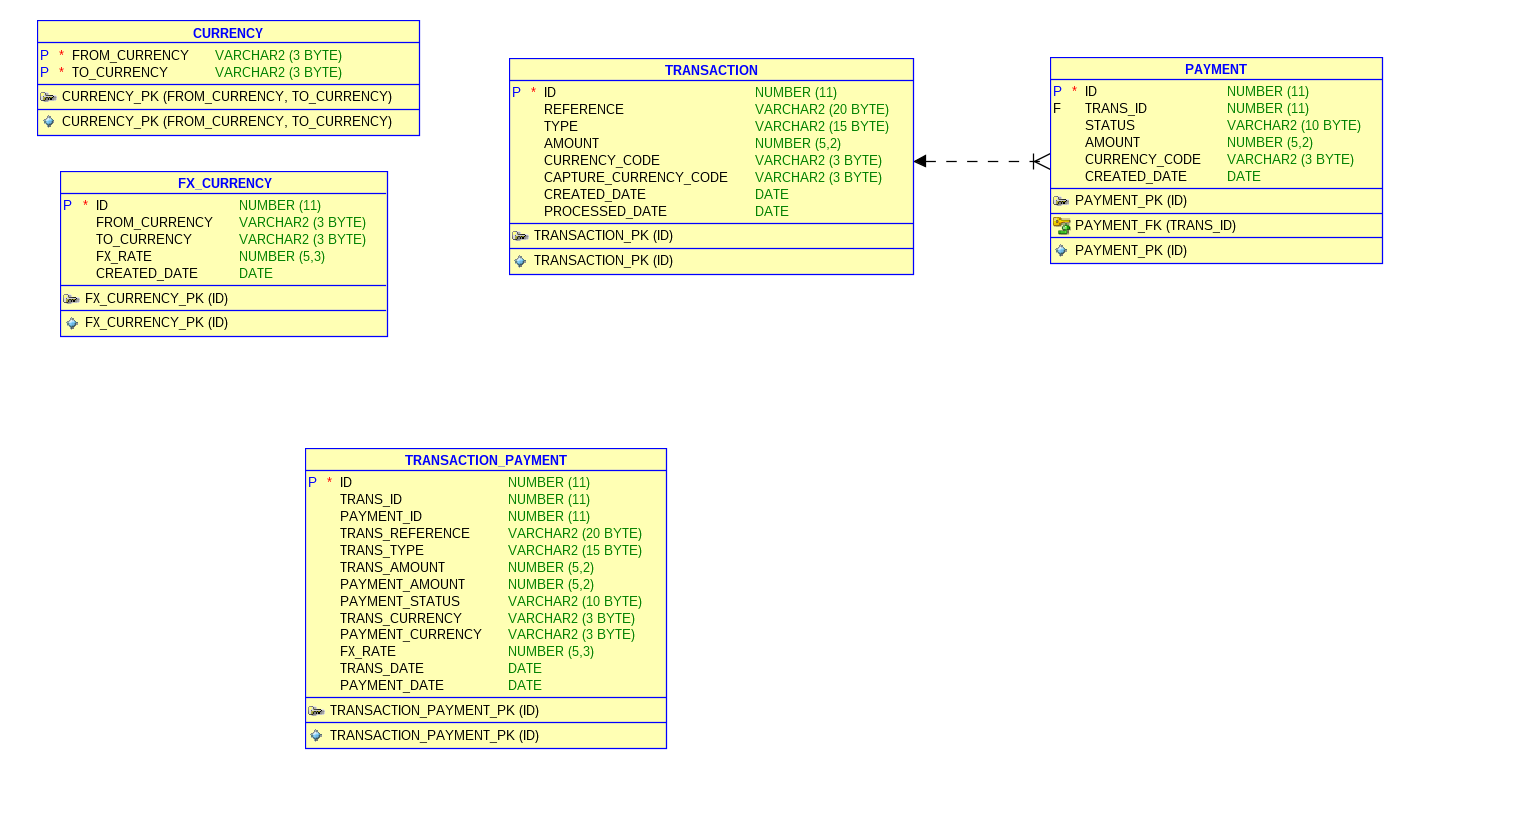 CURRENCY
P * FROM_CURRENCY VARCHAR2 (3 BYTE)
P * TO_CURRENCY VARCHAR2 (3 BYTE)
CURRENCY_PK (FROM_CURRENCY, TO_CURRENCY)
CURRENCY_PK (FROM_CURRENCY, TO_CURRENCY)
FX_CURRENCY
P * ID NUMBER (11)
FROM_CURRENCY VARCHAR2 (3 BYTE)
TO_CURRENCY VARCHAR2 (3 BYTE)
FX_RATE NUMBER (5,3)
CREATED_DATE DATE
FX_CURRENCY_PK (ID)
FX_CURRENCY_PK (ID)
TRANSACTION
P * ID NUMBER (11)
REFERENCE VARCHAR2 (20 BYTE)
TYPE VARCHAR2 (15 BYTE)
AMOUNT NUMBER (5,2)
CURRENCY_CODE VARCHAR2 (3 BYTE)
CAPTURE_CURRENCY_CODE VARCHAR2 (3 BYTE)
CREATED_DATE DATE
PROCESSED_DATE DATE
TRANSACTION_PK (ID)
TRANSACTION_PK (ID)
PAYMENT
P * ID NUMBER (11)
F TRANS_ID NUMBER (11)
STATUS VARCHAR2 (10 BYTE)
AMOUNT NUMBER (5,2)
CURRENCY_CODE VARCHAR2 (3 BYTE)
CREATED_DATE DATE
PAYMENT_PK (ID)
PAYMENT_FK (TRANS_ID)
PAYMENT_PK (ID)
TRANSACTION_PAYMENT
P * ID NUMBER (11)
TRANS_ID NUMBER (11)
PAYMENT_ID NUMBER (11)
TRANS_REFERENCE VARCHAR2 (20 BYTE)
TRANS_TYPE VARCHAR2 (15 BYTE)
TRANS_AMOUNT NUMBER (5,2)
PAYMENT_AMOUNT NUMBER (5,2)
PAYMENT_STATUS VARCHAR2 (10 BYTE)
TRANS_CURRENCY VARCHAR2 (3 BYTE)
PAYMENT_CURRENCY VARCHAR2 (3 BYTE)
FX_RATE NUMBER (5,3)
TRANS_DATE DATE
PAYMENT_DATE DATE
TRANSACTION_PAYMENT_PK (ID)
TRANSACTION_PAYMENT_PK (ID)